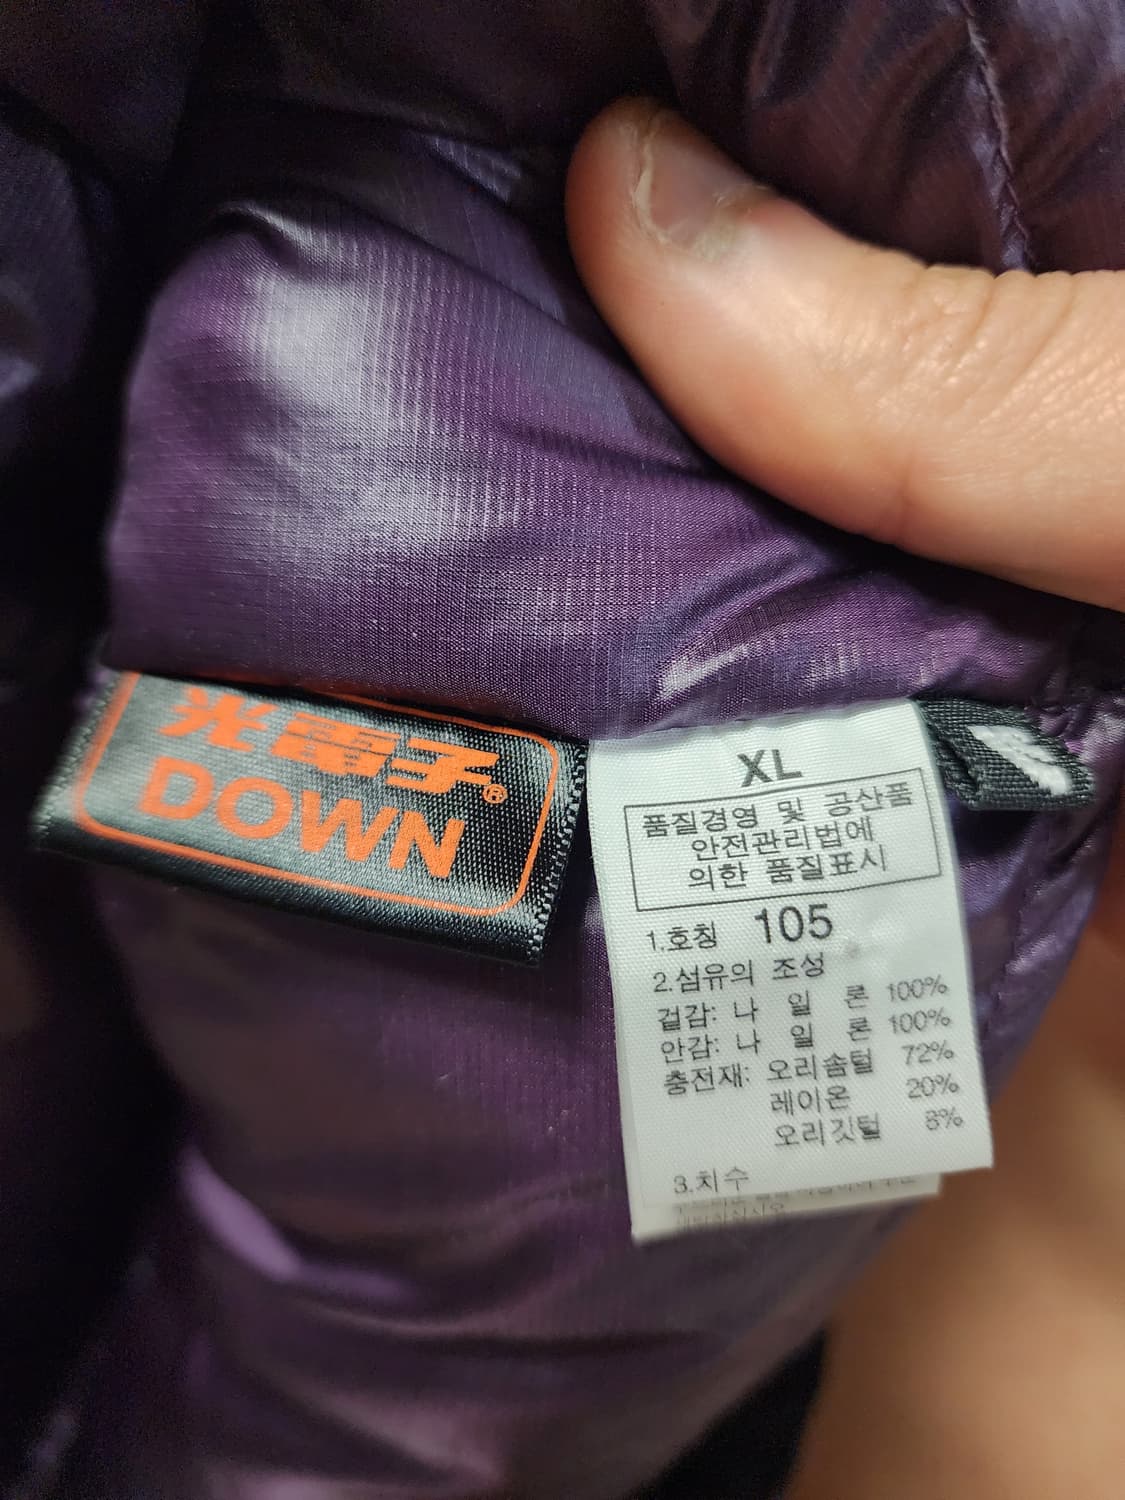 光電子®
DOWN
XL
품질경영 및 공산품
안전관리법에
의한 품질표시
1.호칭 105
2.섬유의 조성
겉감: 나 일 론 100%
안감: 나 일 론 100%
충전재: 오리솜털 72%
레이온 20%
오리깃털 8%
3.치수